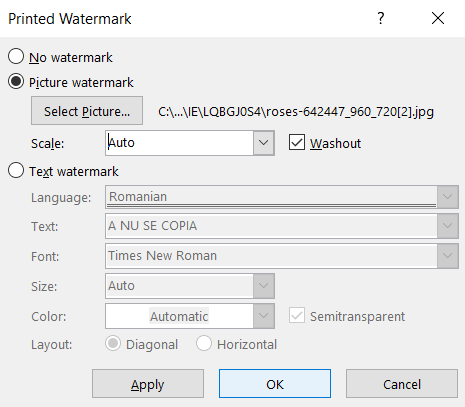 Printed Watermark ? ×
No watermark
Picture watermark
Select Picture... C:\...\IE\LQBGJ0S4\roses-642447_960_720[2].jpg
Scale: Auto Washout
Text watermark
Language: Romanian
Text: A NU SE COPIA
Font: Times New Roman
Size: Auto
Color: Automatic Semitransparent
Layout: Diagonal Horizontal
Apply OK Cancel